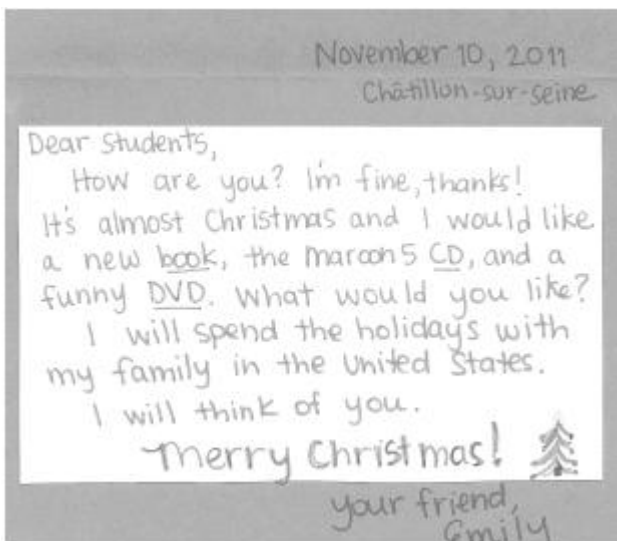 November 10, 2011
Châtillon-sur-seine
Dear Students,
How are you? I'm fine, thanks!
It's almost Christmas and I would like
a new book, the maroon 5 CD, and a
funny DVD. What would you like?
I will spend the holidays with
my family in the United States.
I will think of you.
Merry Christmas!
your friend,
Emily